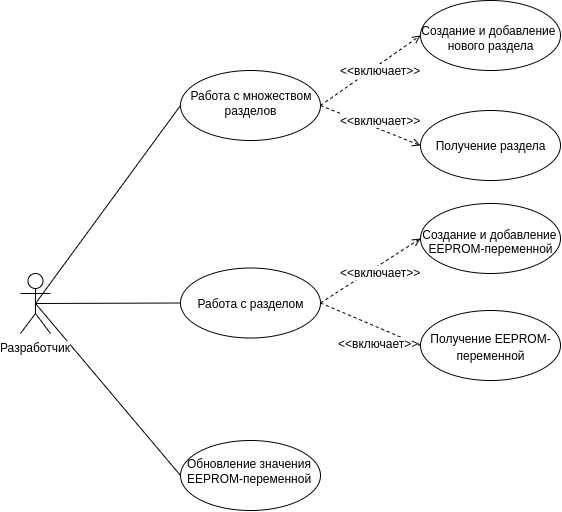 Создание и добавление
нового раздела
<<включает>>
Работа с множеством
разделов
<<включает>>
Получение раздела
Создание и добавление
EEPROM-переменной
<<включает>>
Работа с разделом
Разработчик
<<включает>>
Получение EEPROM-
переменной
Обновление значения
EEPROM-переменной